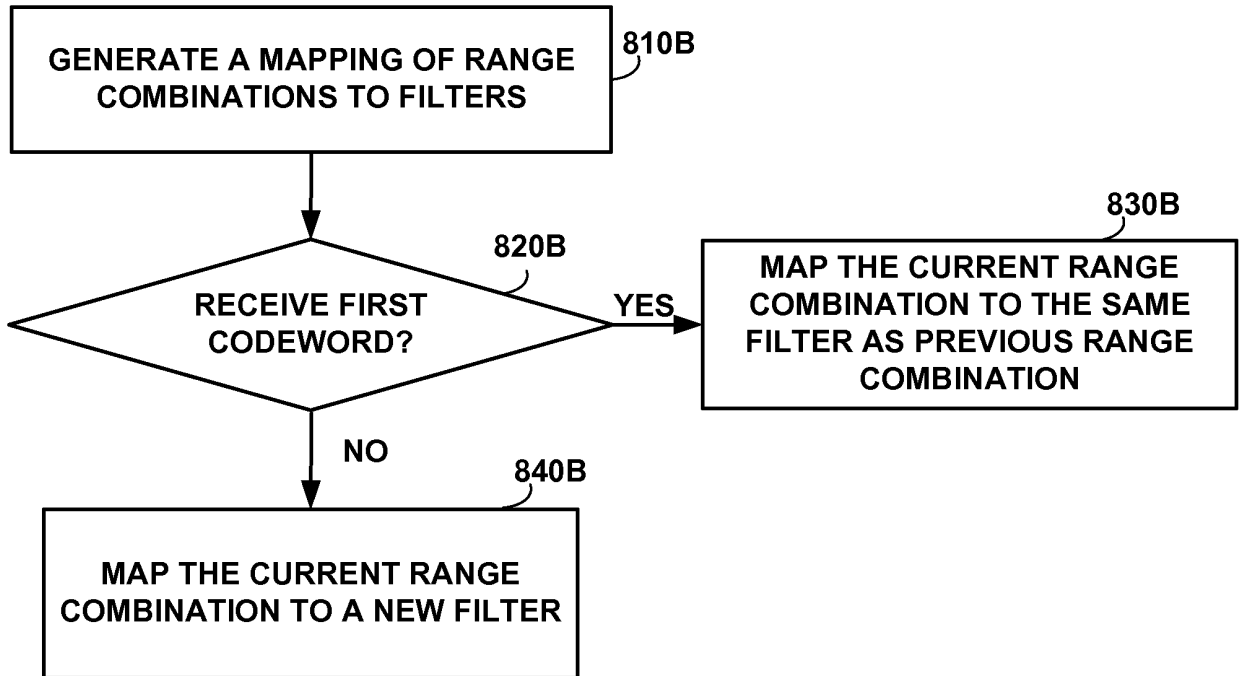 GENERATE A MAPPING OF RANGE
COMBINATIONS TO FILTERS
810B
RECEIVE FIRST
CODEWORD?
820B
YES
830B
MAP THE CURRENT RANGE
COMBINATION TO THE SAME
FILTER AS PREVIOUS RANGE
COMBINATION
NO
840B
MAP THE CURRENT RANGE
COMBINATION TO A NEW FILTER